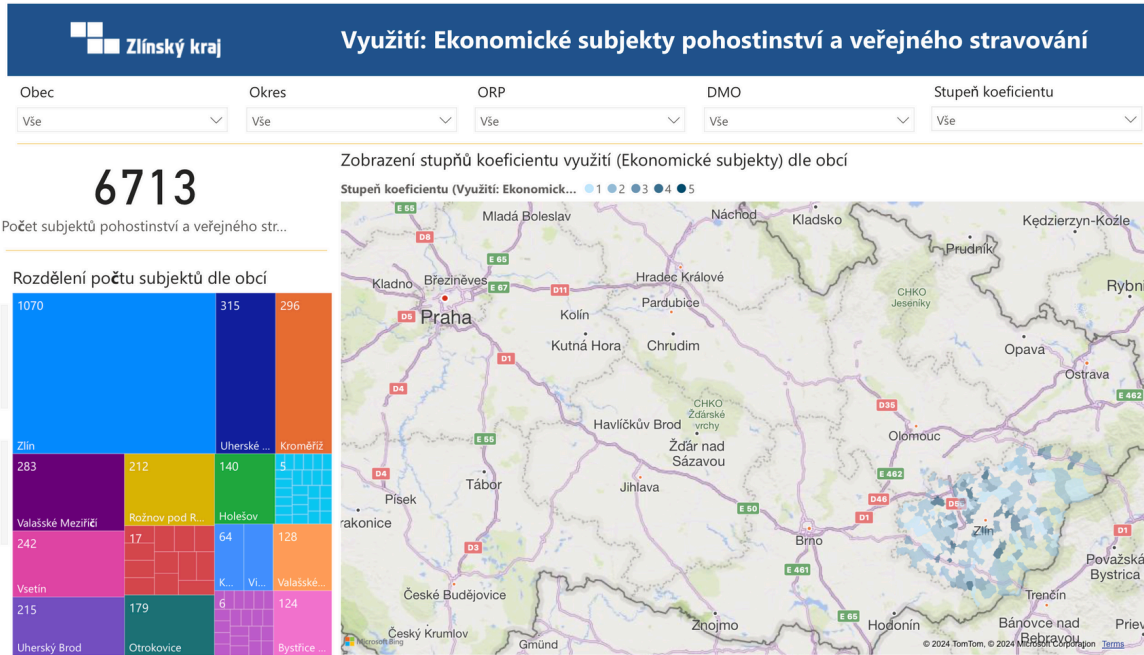 Zlínský kraj
Využití: Ekonomické subjekty pohostinství a veřejného stravování
Obec
Okres
ORP
DMO
Stupeň koeficientu
Vše
Vše
Vše
Vše
Vše
6713
Počet subjektů pohostinství a veřejného str...
Zobrazení stupňů koeficientu využití (Ekonomické subjekty) dle obcí
Stupeň koeficientu (Využití: Ekonomick... 1 2 3 4 5
Rozdělení počtu subjektů dle obcí
1070
Zlín
315
Uherské ...
296
Kroměříž
283
Valašské Meziříčí
212
Rožnov pod R...
140
Holešov
5
242
Vsetín
17
64
K...
Vi...
128
Valašské...
215
Uherský Brod
179
Otrokovice
6
124
Bystřice ...
E 55
Mladá Boleslav
Náchod
Kladsko
Kędzierzyn-Koźle
D8
Prudník
E 65
Kladno
Březiněves
E 67
D11
Hradec Králové
CHKO
Jeseníky
Rybni
D5
Praha
Kolín
Pardubice
Kutná Hora
Chrudim
Opava
D1
Ostrava
D4
E 462
CHKO
Žďárské
vrchy
D35
Havlíčkův Brod
Olomouc
E 55
Žďár nad
Sázavou
D4
Tábor
Jihlava
E 462
Písek
D46
D55
rakonice
E 50
D1
Zlín
D1
Brno
D3
Považská
Bystrica
E 461
České Budějovice
Trenčín
E 65
Hodonín
Znojmo
Bánovce nad
Bebravou
Priev
Český Krumlov
Microsoft Bing
Gmünd
© 2024 TomTom, © 2024 Microsoft Corporation Terms